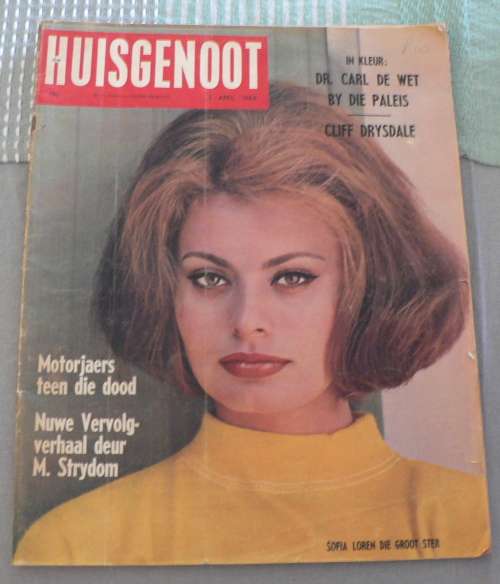 HUISGENOOT
IN KLEUR:
DR. CARL DE WET
BY DIE PALEIS
CLIFF DRYSDALE
Motorjaers
teen die dood
Nuwe Vervolg-
verhaal deur
M. Strydom
SOFIA LOREN DIE GROOT STER